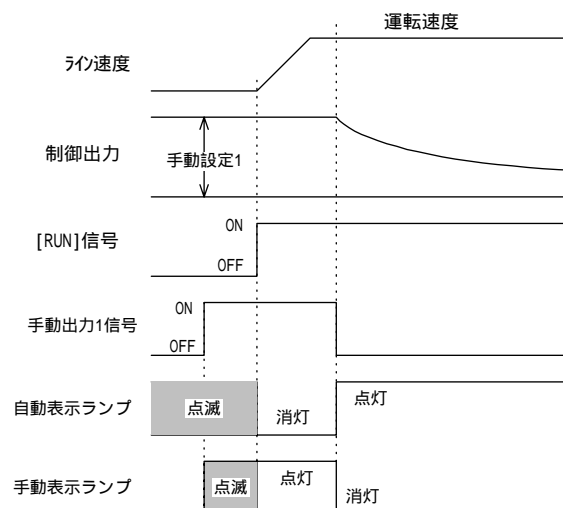 運転速度
ライン速度
制御出力
手動設定1
[RUN]信号
ON
OFF
手動出力1信号
ON
OFF
自動表示ランプ
点滅
消灯
点灯
手動表示ランプ
点滅
点灯
消灯